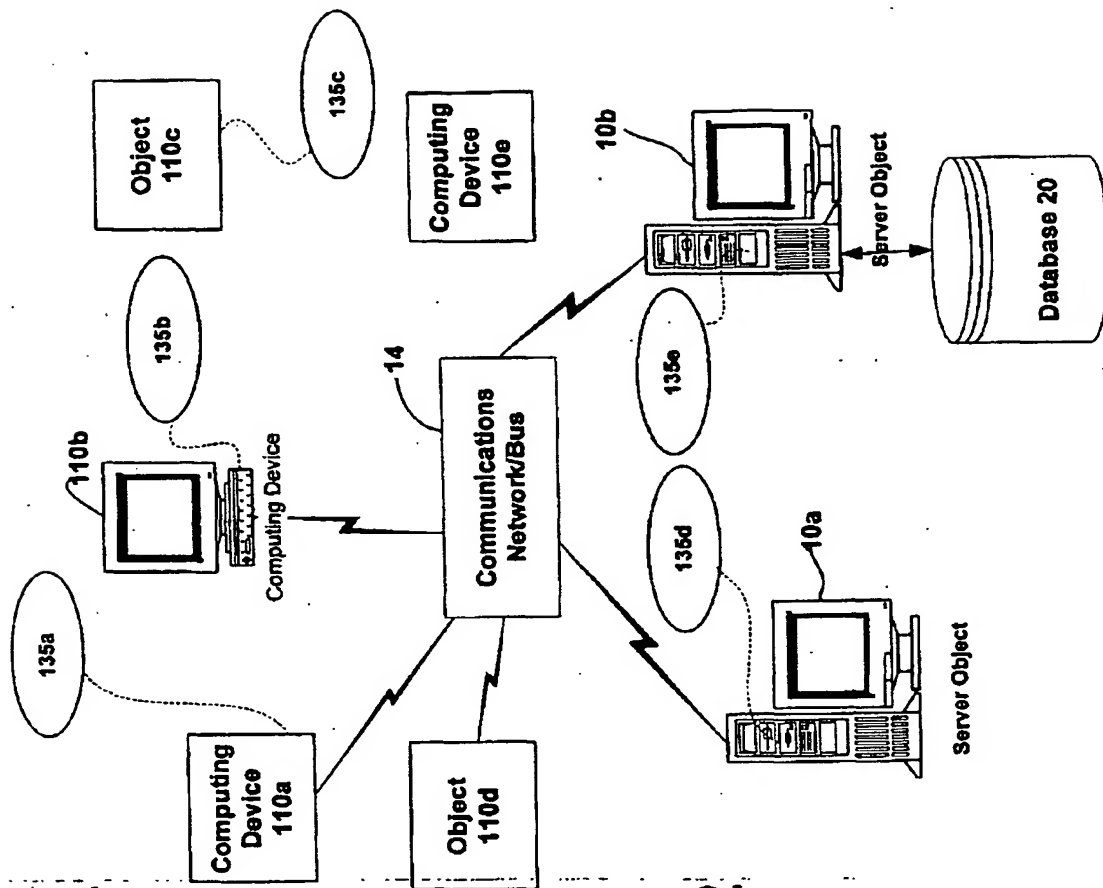 135a
Computing
Device
110a
110b
Computing Device
135b
Object
110c
135c
Object
110d
14
Communications
Network/Bus
Computing
Device
110e
135d
10a
Server Object
135e
10b
Server Object
Database 20